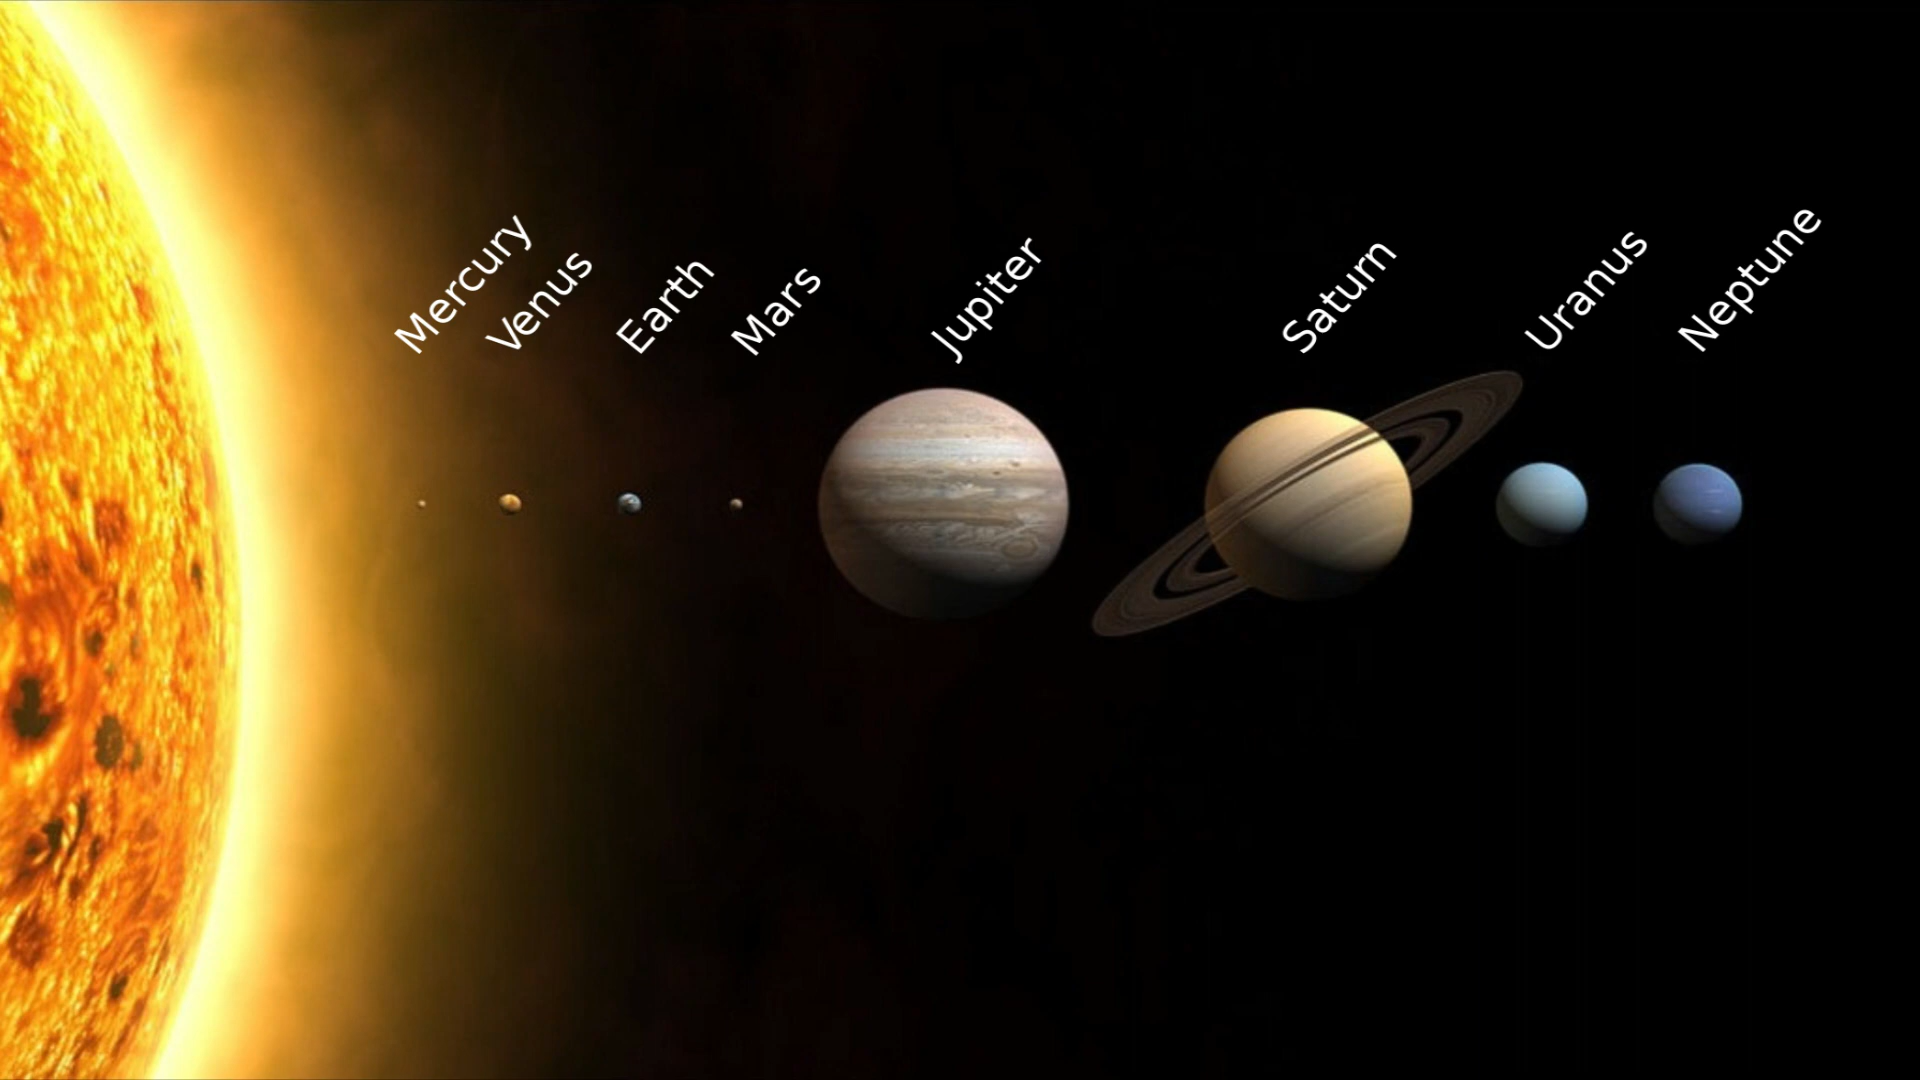 Mercury
Venus
Earth
Mars
Jupiter
Saturn
Uranus
Neptune